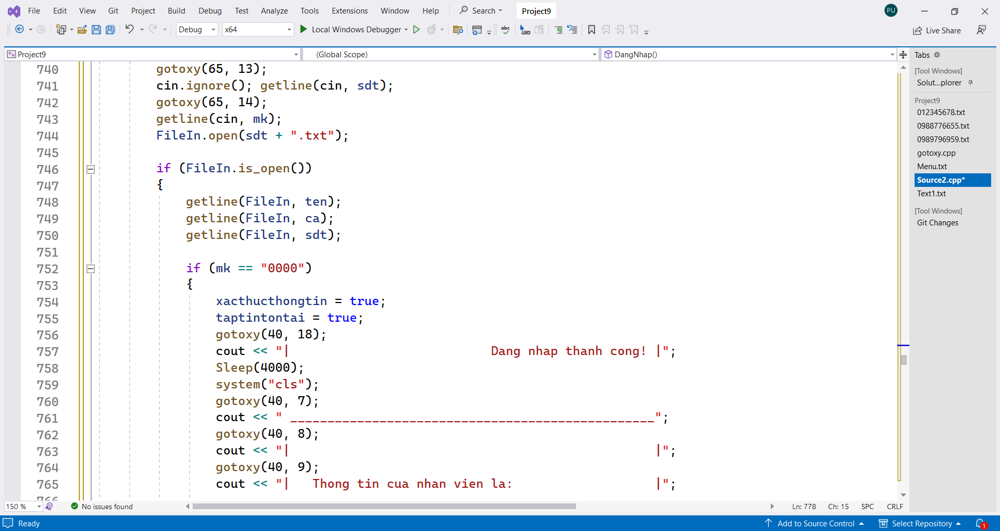 File Edit View Git Project Build Debug Test Analyze Tools Extensions Window Help Search Project9 PU
Debug x64 Local Windows Debugger abc Live Share
Project9 (Global Scope) DangNhap()
740 gotoxy(65, 13);
741 cin.ignore(); getline(cin, sdt);
742 gotoxy(65, 14);
743 getline(cin, mk);
744 FileIn.open(sdt + ".txt");
745
746 if (FileIn.is_open())
747 {
748 getline(FileIn, ten);
749 getline(FileIn, ca);
750 getline(FileIn, sdt);
751
752 if (mk == "0000")
753 {
754 xacthucthongtin = true;
755 taptintontai = true;
756 gotoxy(40, 18);
757 cout << "|                           Dang nhap thanh cong! |";
758 Sleep(4000);
759 system("cls");
760 gotoxy(40, 7);
761 cout << " _________________________________________________";
762 gotoxy(40, 8);
763 cout << "|                                                 |";
764 gotoxy(40, 9);
765 cout << "|   Thong tin cua nhan vien la:                   |";
766
Tabs
[Tool Windows]
Solut...plorer
Project9
012345678.txt
0988776655.txt
0989796959.txt
gotoxy.cpp
Menu.txt
Source2.cpp*
Text1.txt
[Tool Windows]
Git Changes
150 % No issues found Ln: 778 Ch: 15 SPC CRLF
Ready Add to Source Control Select Repository 1